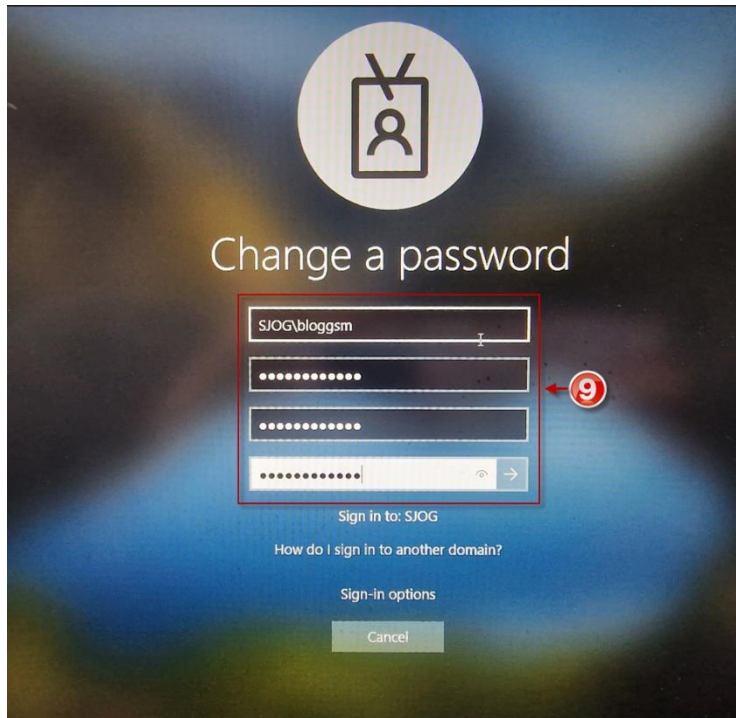 Change a password
SJOG\bloggsm
••••••••••••
••••••••••••
••••••••••••
9
Sign in to: SJOG
How do I sign in to another domain?
Sign-in options
Cancel